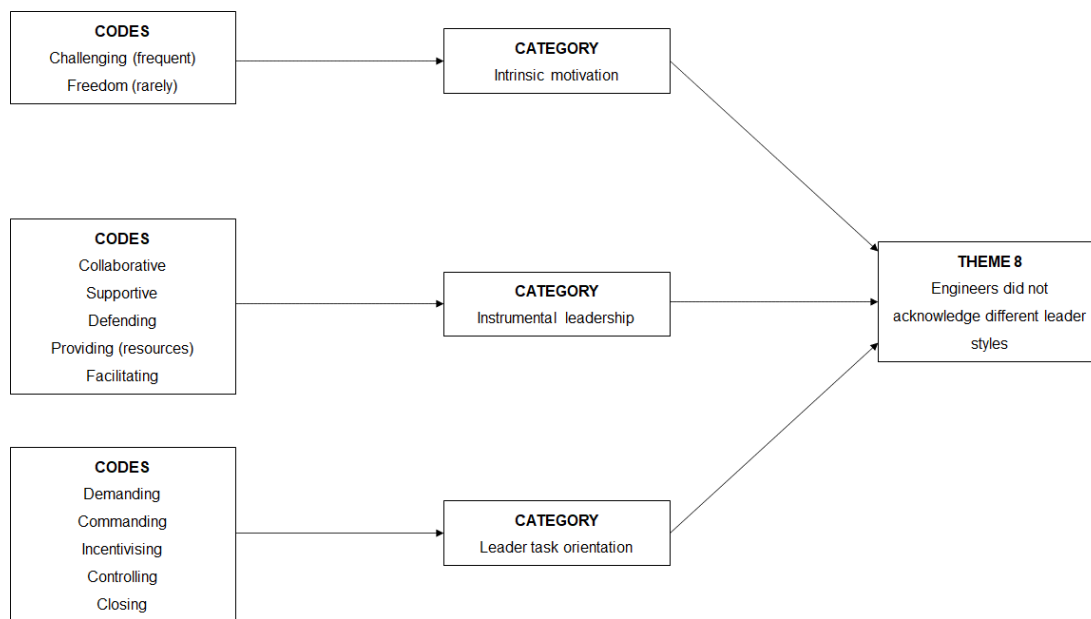 CODES
Challenging (frequent)
Freedom (rarely)
CATEGORY
Intrinsic motivation
CODES
Collaborative
Supportive
Defending
Providing (resources)
Facilitating
CATEGORY
Instrumental leadership
THEME 8
Engineers did not
acknowledge different leader
styles
CODES
Demanding
Commanding
Incentivising
Controlling
Closing
CATEGORY
Leader task orientation